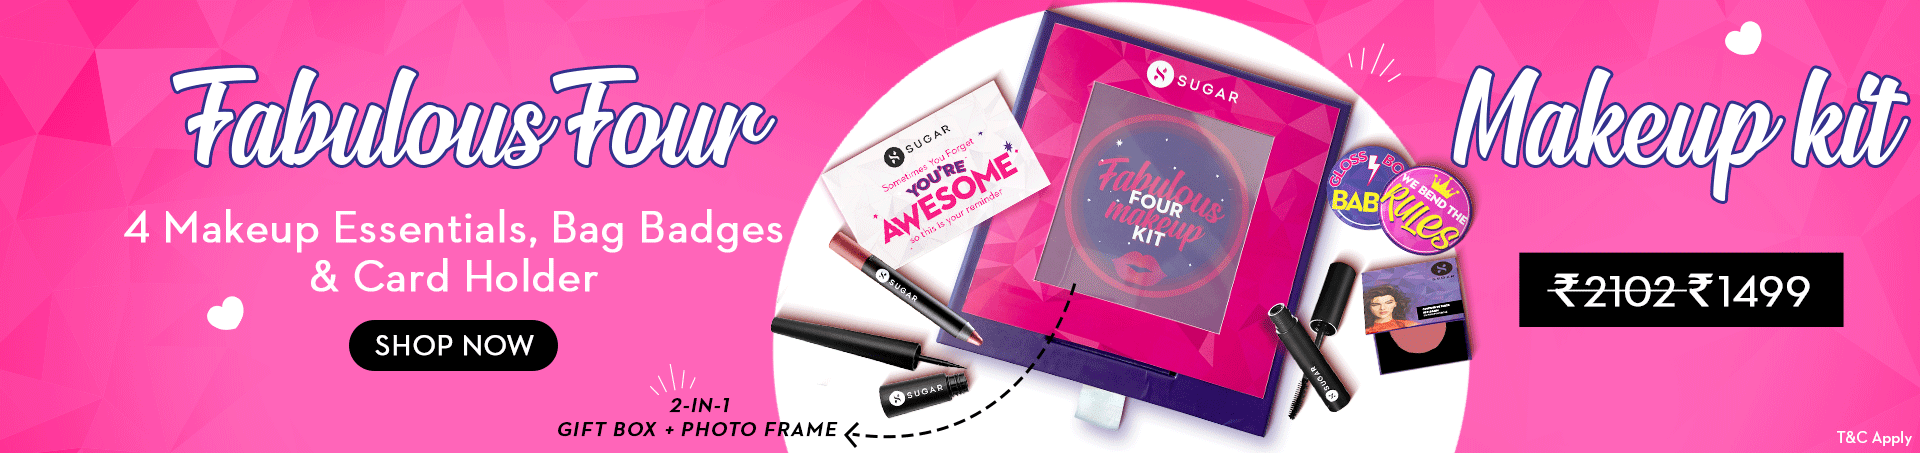 Fabulous Four
4 Makeup Essentials, Bag Badges
& Card Holder
SHOP NOW
2-IN-1
GIFT BOX + PHOTO FRAME
SUGAR
Sometimes You Forget
YOU'RE
AWESOME
so this is your reminder
SUGAR
SUGAR
SUGAR
Fabulous
FOUR
makeup
KIT
GLOSS BO
BAB
WE BEND THE
RULES
SUGAR
SUGAR
Makeup kit
₹2102 ₹1499
T&C Apply